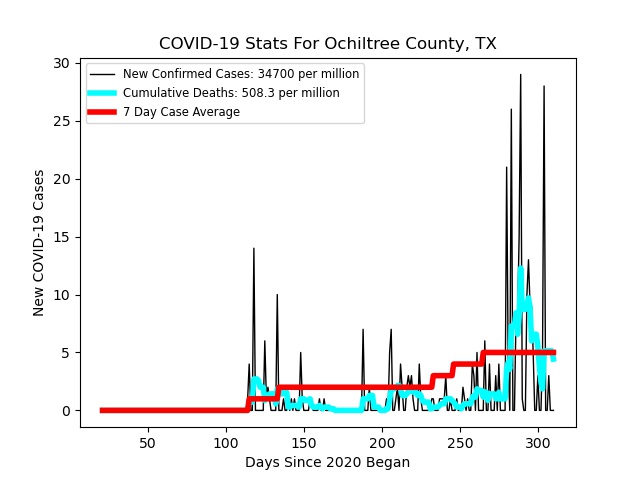 COVID-19 Stats For Ochiltree County, TX
New Confirmed Cases: 34700 per million
Cumulative Deaths: 508.3 per million
7 Day Case Average
New COVID-19 Cases
30
25
20
15
10
5
0
50
100
150
200
250
300
Days Since 2020 Began